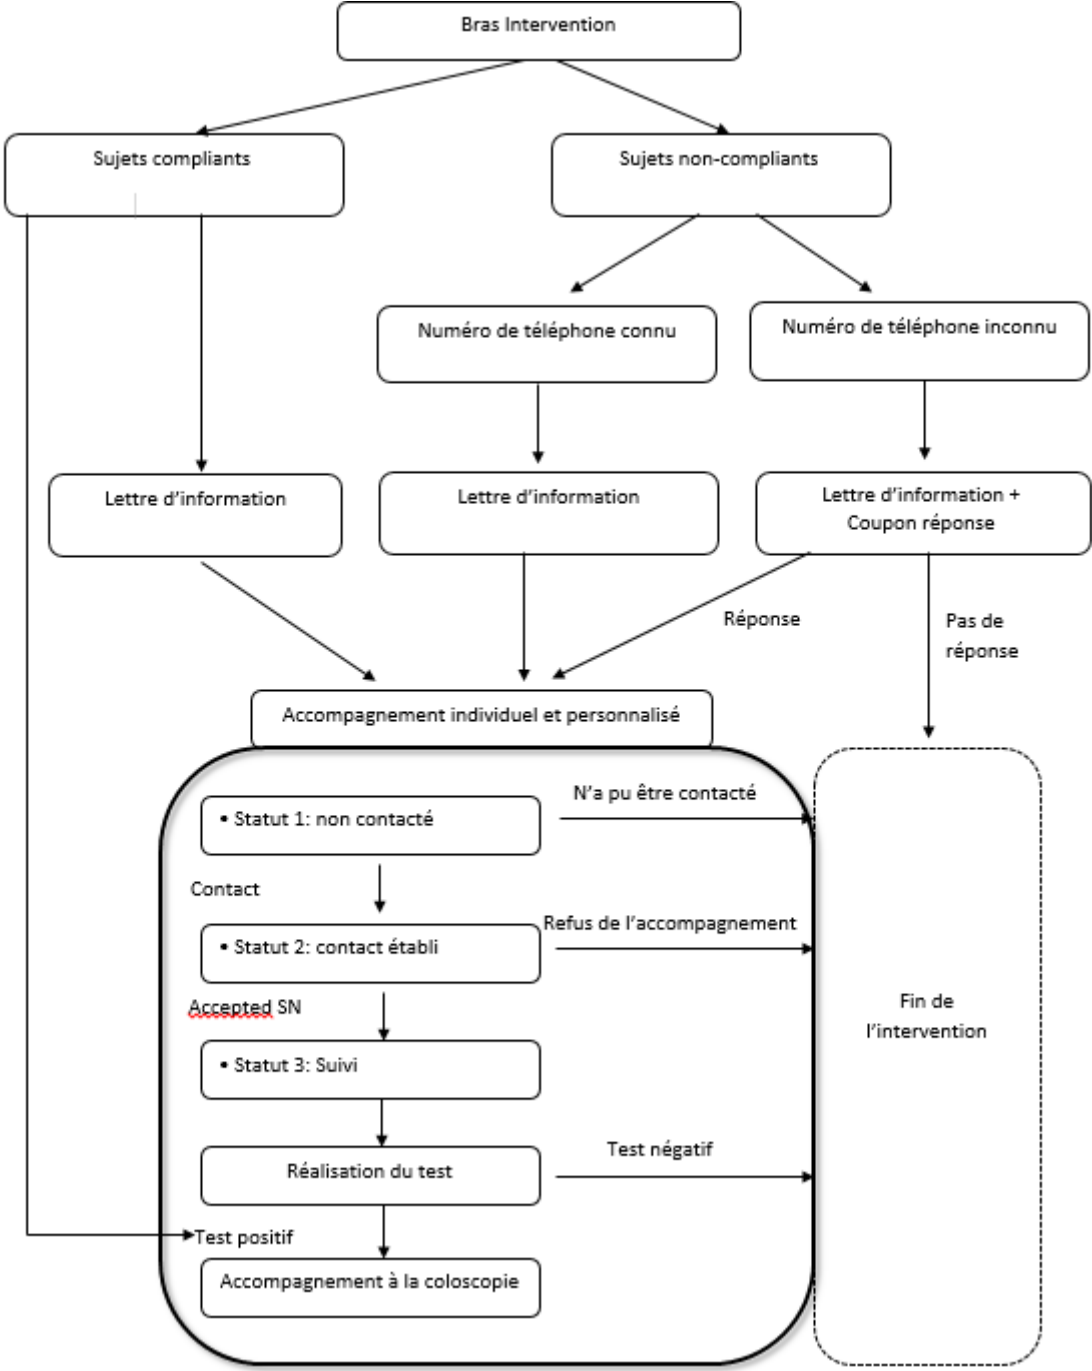 Bras Intervention
Sujets compliants
Sujets non-compliants
Numéro de téléphone connu
Numéro de téléphone inconnu
Lettre d'information
Lettre d'information
Lettre d'information +
Coupon réponse
Réponse
Pas de
réponse
Accompagnement individuel et personnalisé
N'a pu être contacté
• Statut 1: non contacté
Contact
Refus de l'accompagnement
• Statut 2: contact établi
Accepted SN
Fin de
l'intervention
• Statut 3: Suivi
Test négatif
Réalisation du test
Test positif
Accompagnement à la coloscopie